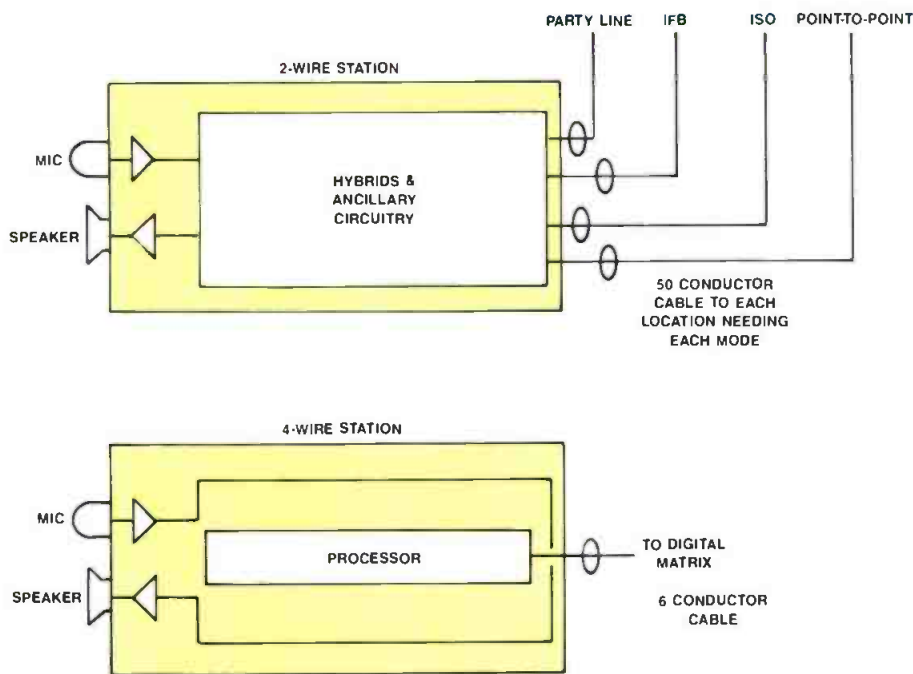 PARTY LINE
IFB
ISO
POINT-TO-POINT
2-WIRE STATION
MIC
SPEAKER
HYBRIDS &
ANCILLARY
CIRCUITRY
50 CONDUCTOR
CABLE TO EACH
LOCATION NEEDING
EACH MODE
4-WIRE STATION
MIC
SPEAKER
PROCESSOR
TO DIGITAL
MATRIX
6 CONDUCTOR
CABLE